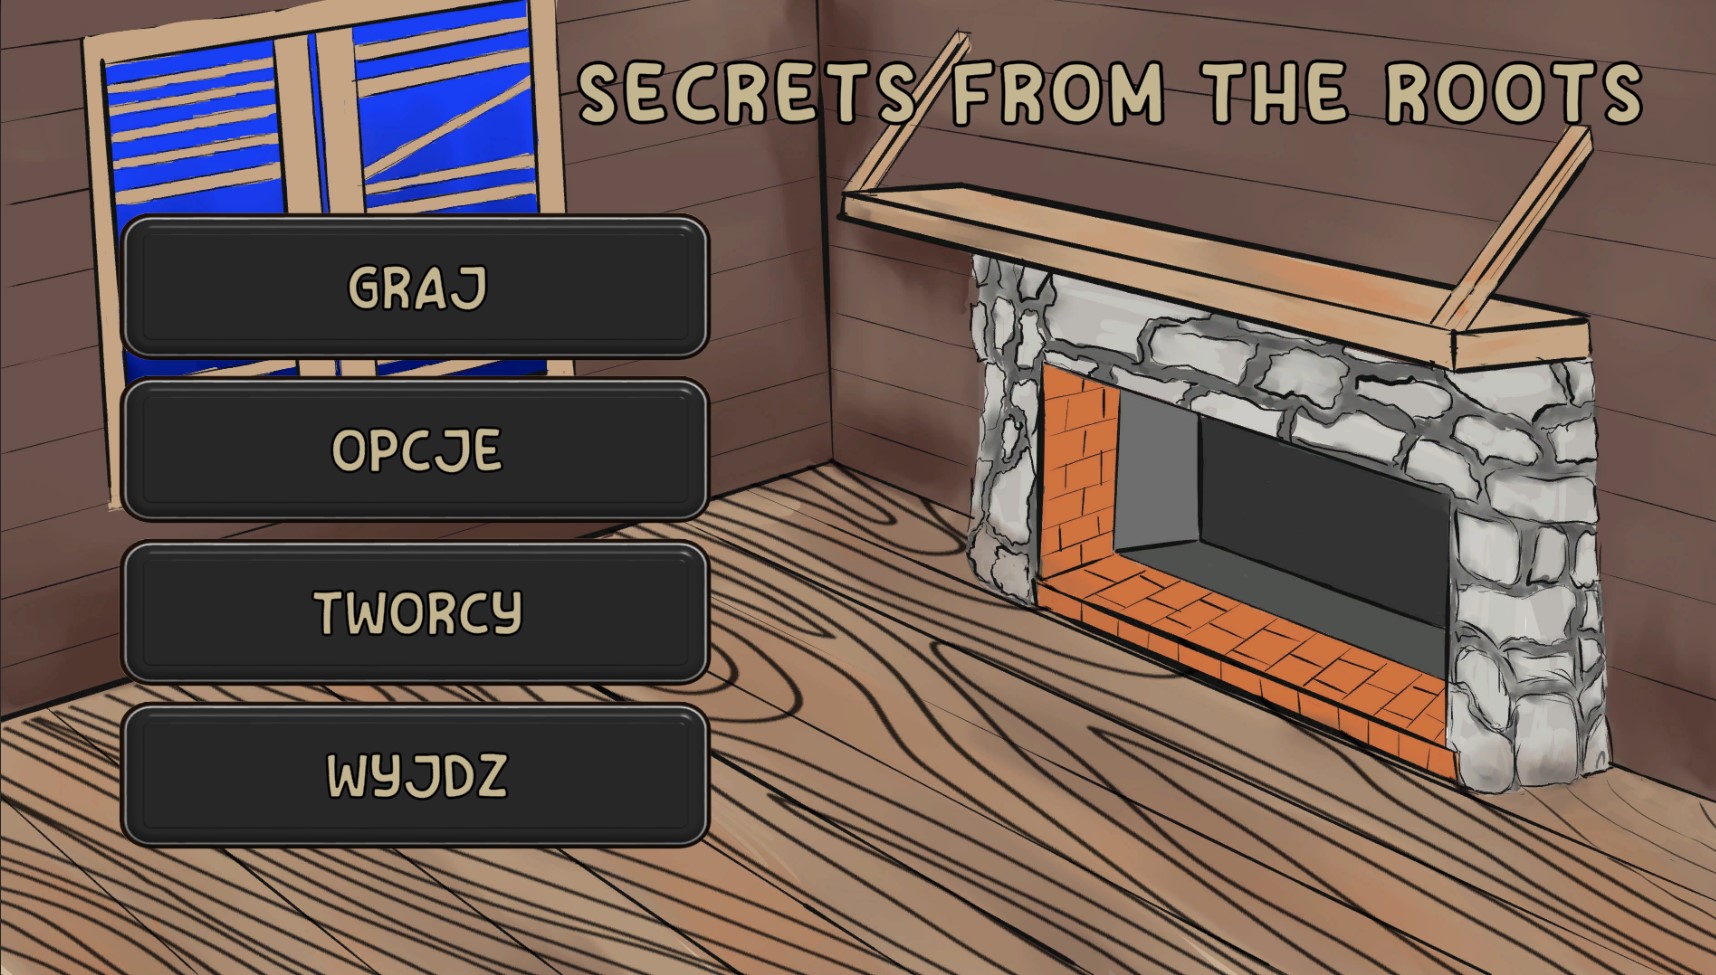 SECRETS FROM THE ROOTS
GRAJ
OPCJE
TWORCY
WYJDZ